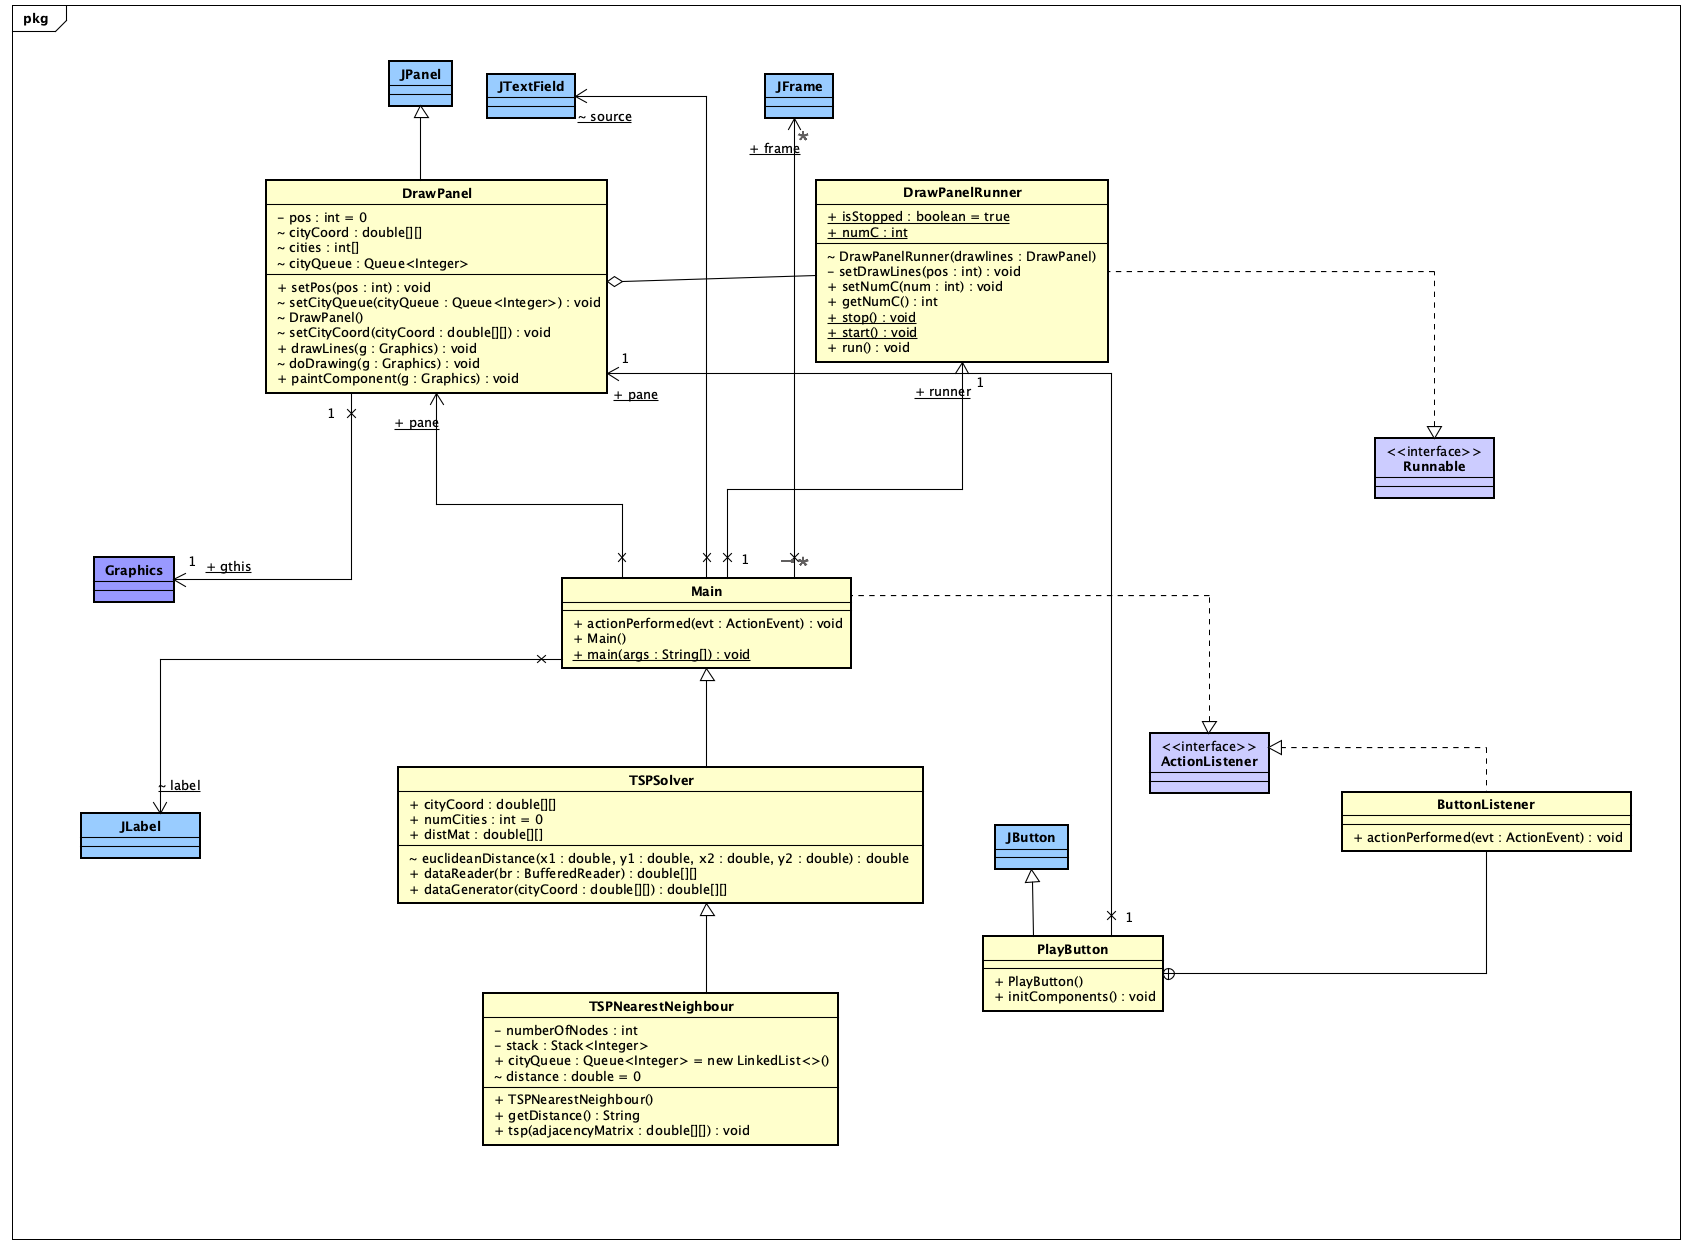 pkg
JPanel
JTextField
JFrame
~ source
*
+ frame
DrawPanel
- pos : int = 0
~ cityCoord : double[][]
~ cities : int[]
~ cityQueue : Queue<Integer>
+ setPos(pos : int) : void
~ setCityQueue(cityQueue : Queue<Integer>) : void
~ DrawPanel()
~ setCityCoord(cityCoord : double[][]) : void
+ drawLines(g : Graphics) : void
~ doDrawing(g : Graphics) : void
+ paintComponent(g : Graphics) : void
DrawPanelRunner
+ isStopped : boolean = true
+ numC : int
~ DrawPanelRunner(drawlines : DrawPanel)
- setDrawLines(pos : int) : void
+ setNumC(num : int) : void
+ getNumC() : int
+ stop() : void
+ start() : void
+ run() : void
1
+ pane
+ runner
1
1
+ pane
<<interface>>
Runnable
Graphics
1
+ gthis
1
*
Main
+ actionPerformed(evt : ActionEvent) : void
+ Main()
+ main(args : String[]) : void
~ label
JLabel
TSPSolver
+ cityCoord : double[][]
+ numCities : int = 0
+ distMat : double[][]
~ euclideanDistance(x1 : double, y1 : double, x2 : double, y2 : double) : double
+ dataReader(br : BufferedReader) : double[][]
+ dataGenerator(cityCoord : double[][]) : double[][]
<<interface>>
ActionListener
ButtonListener
+ actionPerformed(evt : ActionEvent) : void
JButton
1
PlayButton
+ PlayButton()
+ initComponents() : void
TSPNearestNeighbour
- numberOfNodes : int
- stack : Stack<Integer>
+ cityQueue : Queue<Integer> = new LinkedList<>()
~ distance : double = 0
+ TSPNearestNeighbour()
+ getDistance() : String
+ tsp(adjacencyMatrix : double[][]) : void